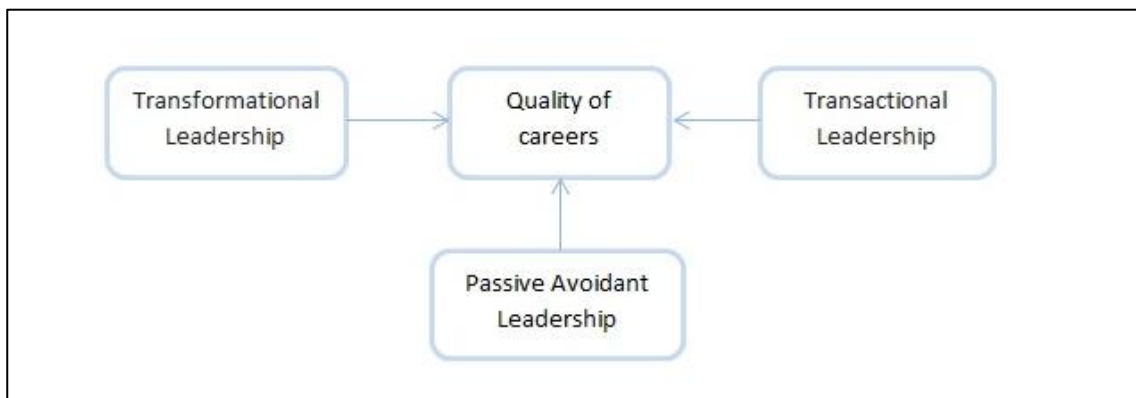 Transformational
Leadership
Quality of
careers
Transactional
Leadership
Passive Avoidant
Leadership